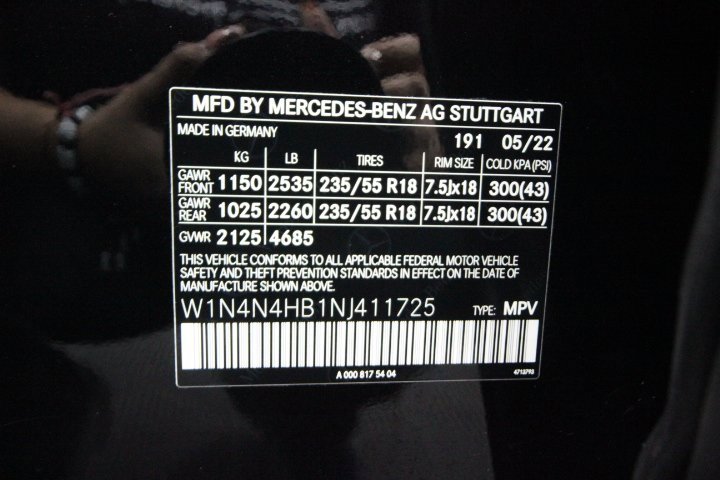 MFD BY MERCEDES-BENZ AG STUTTGART
MADE IN GERMANY 191 05/22
KG LB TIRES RIM SIZE COLD KPA (PSI)
GAWR FRONT 1150 2535 235/55 R18 7.5Jx18 300(43)
GAWR REAR 1025 2260 235/55 R18 7.5Jx18 300(43)
GVWR 2125 4685
THIS VEHICLE CONFORMS TO ALL APPLICABLE FEDERAL MOTOR VEHICLE
SAFETY AND THEFT PREVENTION STANDARDS IN EFFECT ON THE DATE OF
MANUFACTURE SHOWN ABOVE.
W1N4N4HB1NJ411725 TYPE: MPV
A 000 817 54 04 4713793